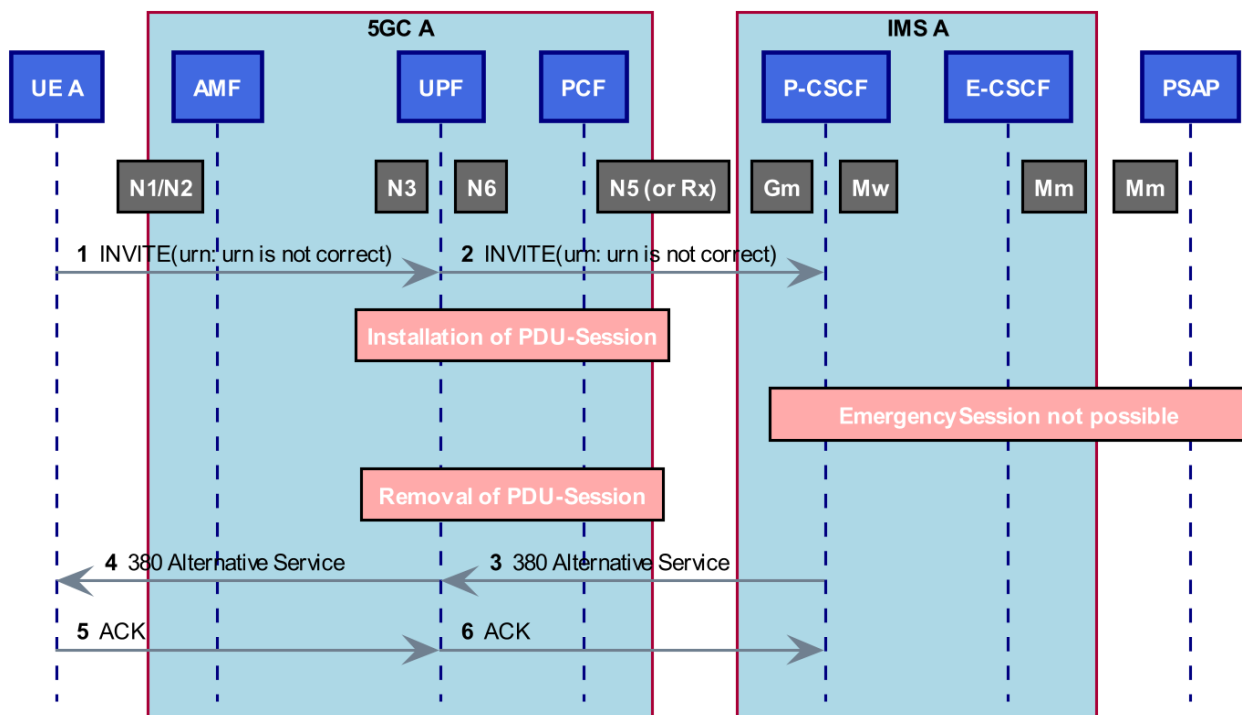 5GC A
IMS A
UE A
AMF
UPF
PCF
P-CSCF
E-CSCF
PSAP
N1/N2
N3
N6
N5 (or Rx)
Gm
Mw
Mm
Mm
1 INVITE(urn: urn is not correct)
2 INVITE(urn: urn is not correct)
Installation of PDU-Session
EmergencySession not possible
Removal of PDU-Session
4 380 Alternative Service
3 380 Alternative Service
5 ACK
6 ACK